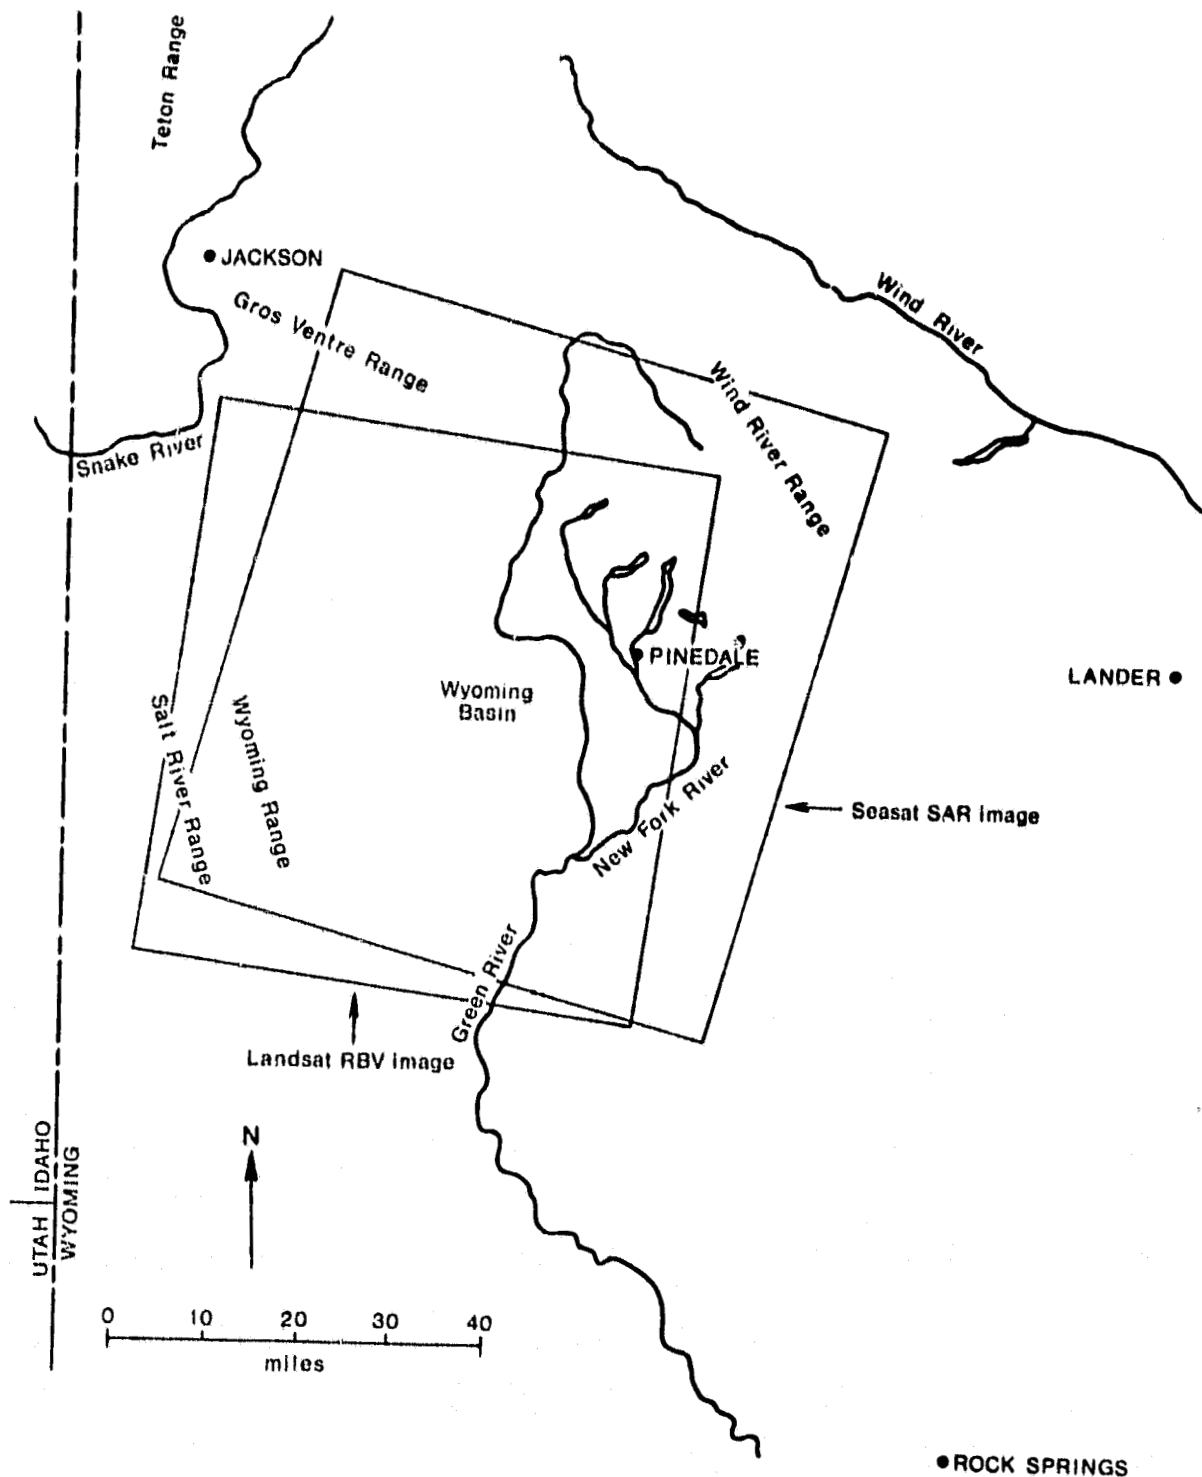 Teton Range
JACKSON
Gros Ventre Range
Wind River
Wind River Range
Snake River
PINEDALE
LANDER
Wyoming
Basin
Salt River Range
Wyoming Range
New Fork River
Seasat SAR Image
Green River
Landsat RBV Image
N
UTAH IDAHO
WYOMING
0 10 20 30 40
miles
ROCK SPRINGS